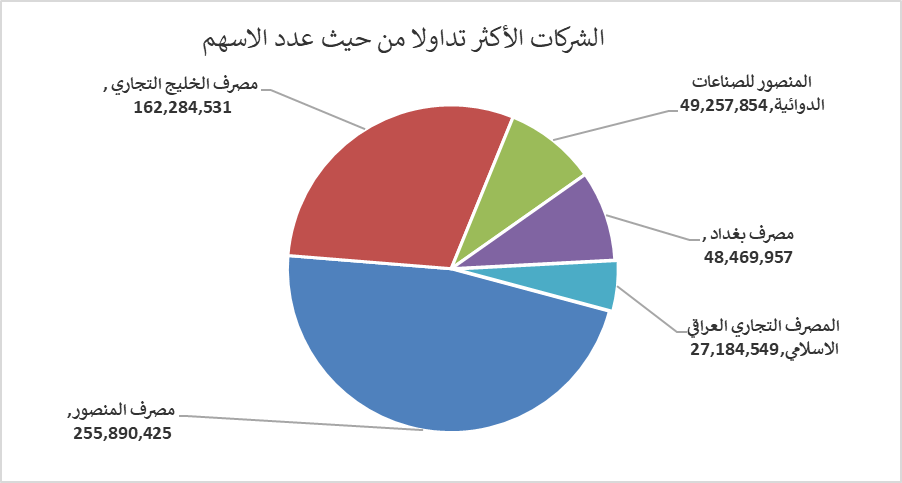 الشركات الأكثر تداولا من حيث عدد الاسهم
المنصور للصناعات
الدوائية, 49,257,854
مصرف الخليج التجاري ,
162,284,531
مصرف بغداد ,
48,469,957
المصرف التجاري العراقي
الاسلامي, 27,184,549
مصرف المنصور,
255,890,425